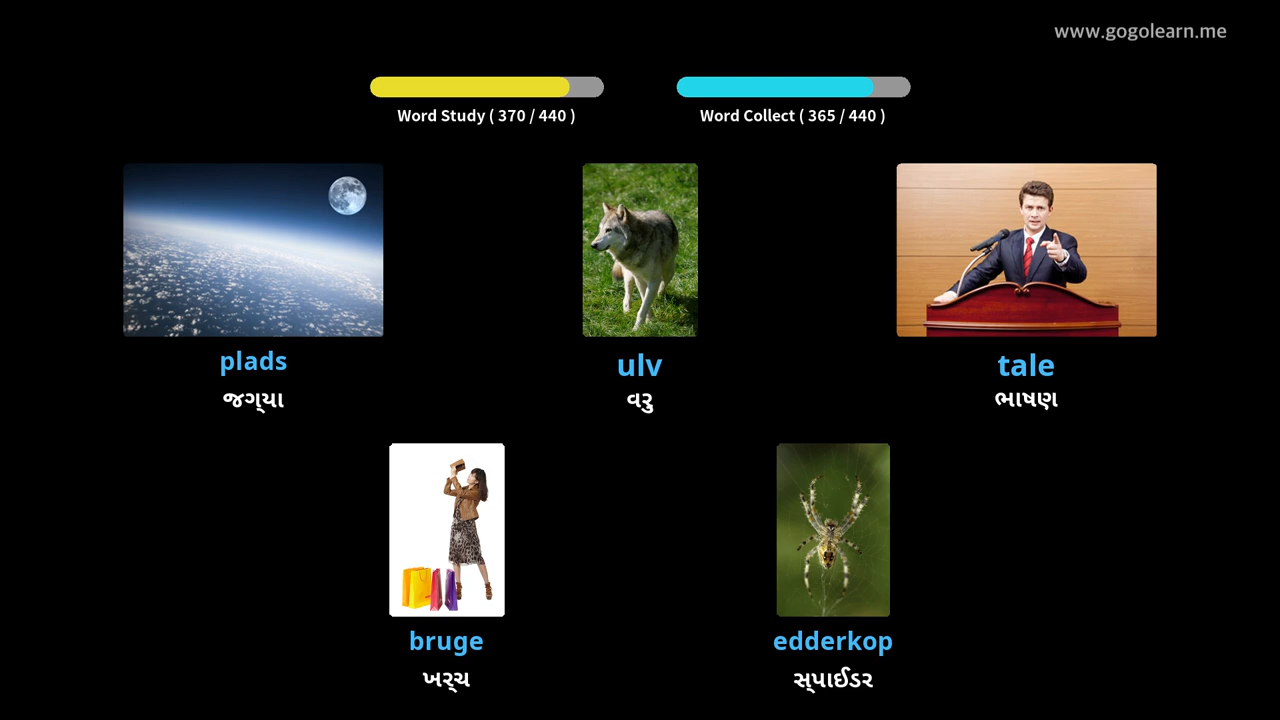 www.gogolearn.me
Word Study ( 370 / 440 )
Word Collect ( 365 / 440 )
plads
ulv
tale
જગ્યા
વરુ
ભાષણ
bruge
edderkop
ખર્ચ
સ્પાઈડર